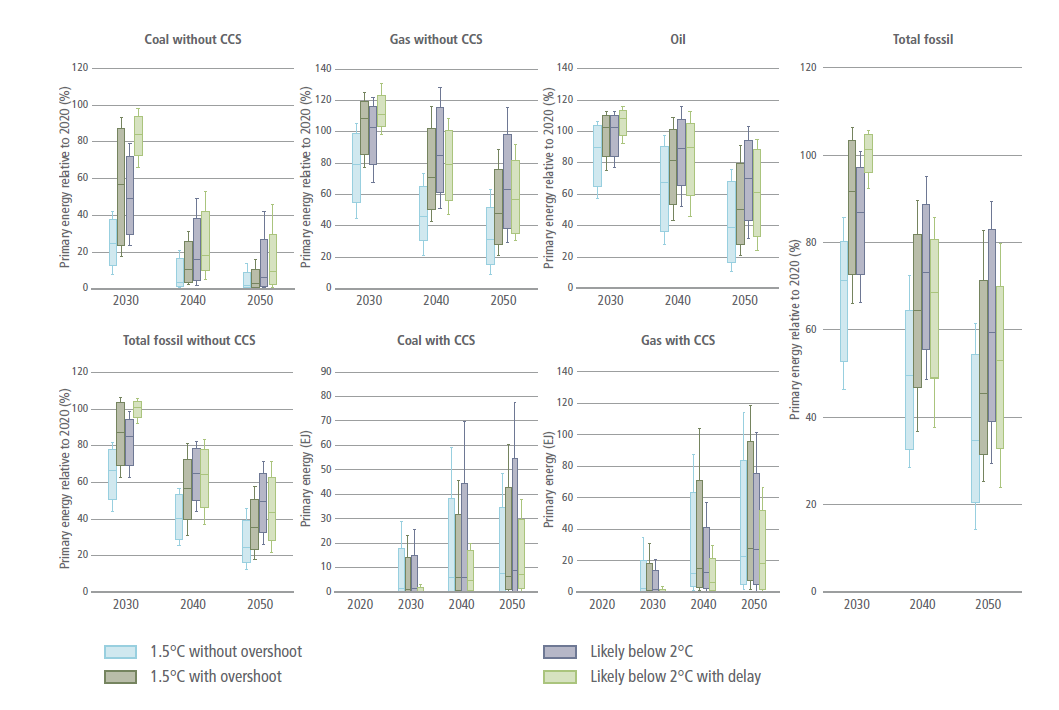 Coal without CCS
Gas without CCS
Oil
Total fossil
Primary energy relative to 2020 (%)
120
100
80
60
40
20
0
2030 2040 2050
Primary energy relative to 2020 (%)
140
120
100
80
60
40
20
0
2030 2040 2050
Primary energy relative to 2020 (%)
140
120
100
80
60
40
20
0
2030 2040 2050
Primary energy relative to 2020 (%)
120
100
80
60
40
20
0
2030 2040 2050
Total fossil without CCS
Coal with CCS
Gas with CCS
Primary energy relative to 2020 (%)
120
100
80
60
40
20
0
2030 2040 2050
Primary energy (EJ)
90
80
70
60
50
40
30
20
10
0
2020 2030 2040 2050
Primary energy (EJ)
140
120
100
80
60
40
20
0
2020 2030 2040 2050
1.5°C without overshoot
Likely below 2°C
1.5°C with overshoot
Likely below 2°C with delay